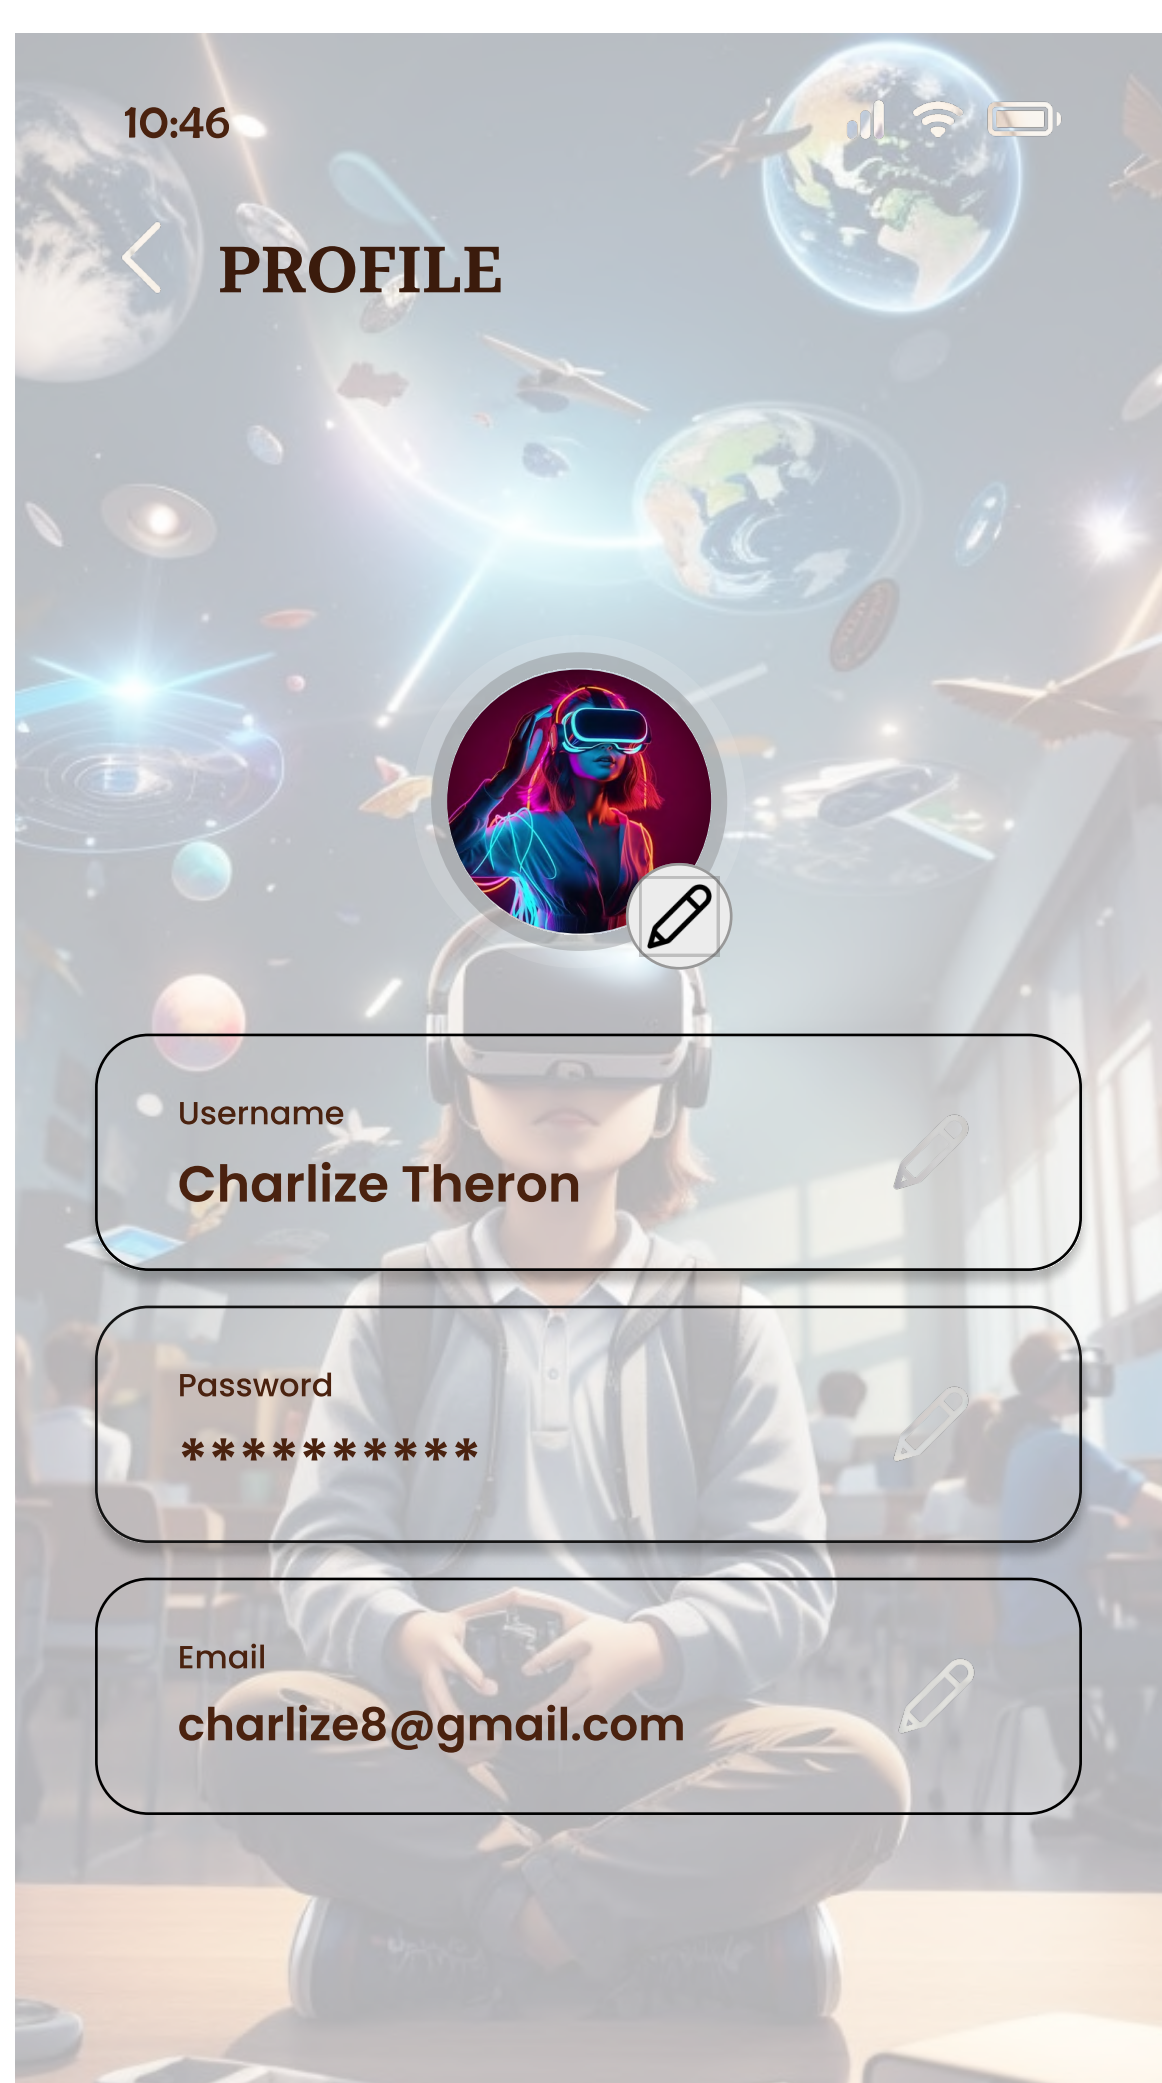 10:46
PROFILE
Username
Charlize Theron
Password
**********
Email
charlize8@gmail.com